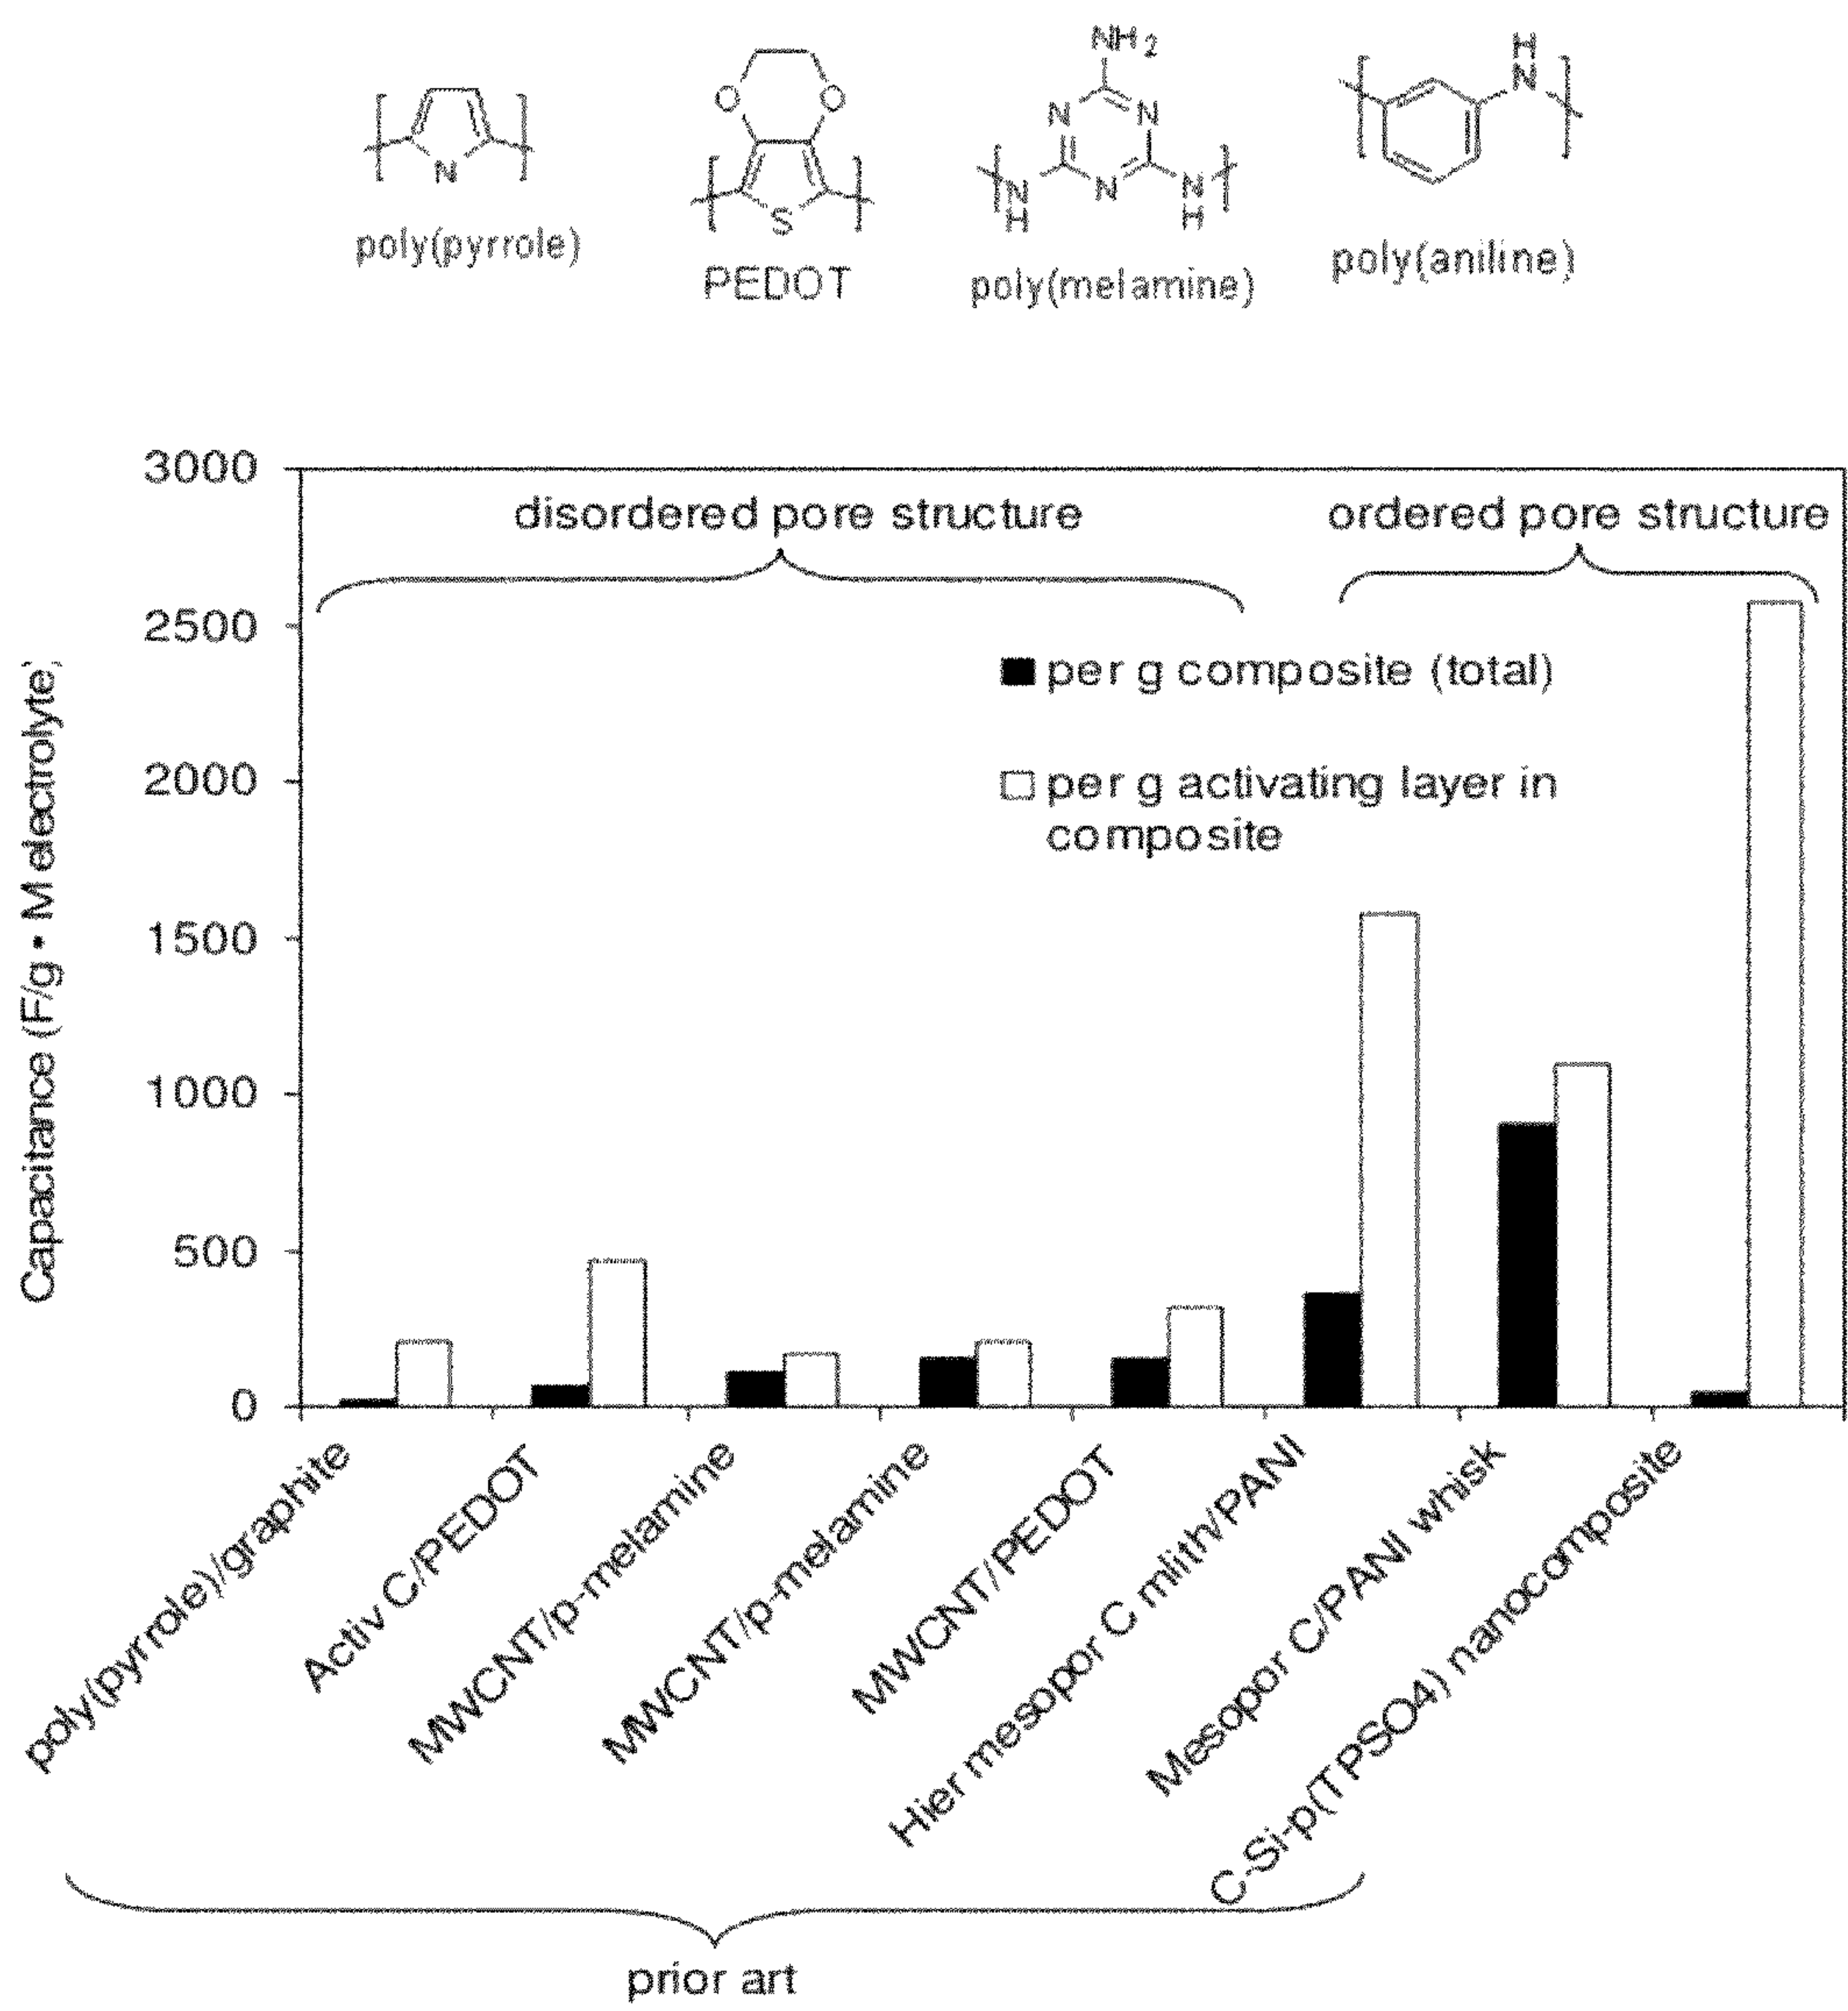 NH2
H
N
O O
N N
N
N N N
H H
S
poly(pyrrole)
PEDOT
poly(melamine)
poly(aniline)
3000
2500
2000
1500
1000
500
0
Capacitance (F/g • M electrolyte)
disordered pore structure
ordered pore structure
per g composite (total)
per g activating layer in
composite
poly(pyrrole)/graphite
Activ C/PEDOT
MWCNT/p-melamine
MWCNT/p-melamine
MWCNT/PEDOT
Hier mesopor C mlith/PANI
Mesopor C/PANI whisk
C-Si-p(TPSO4) nanocomposite
prior art